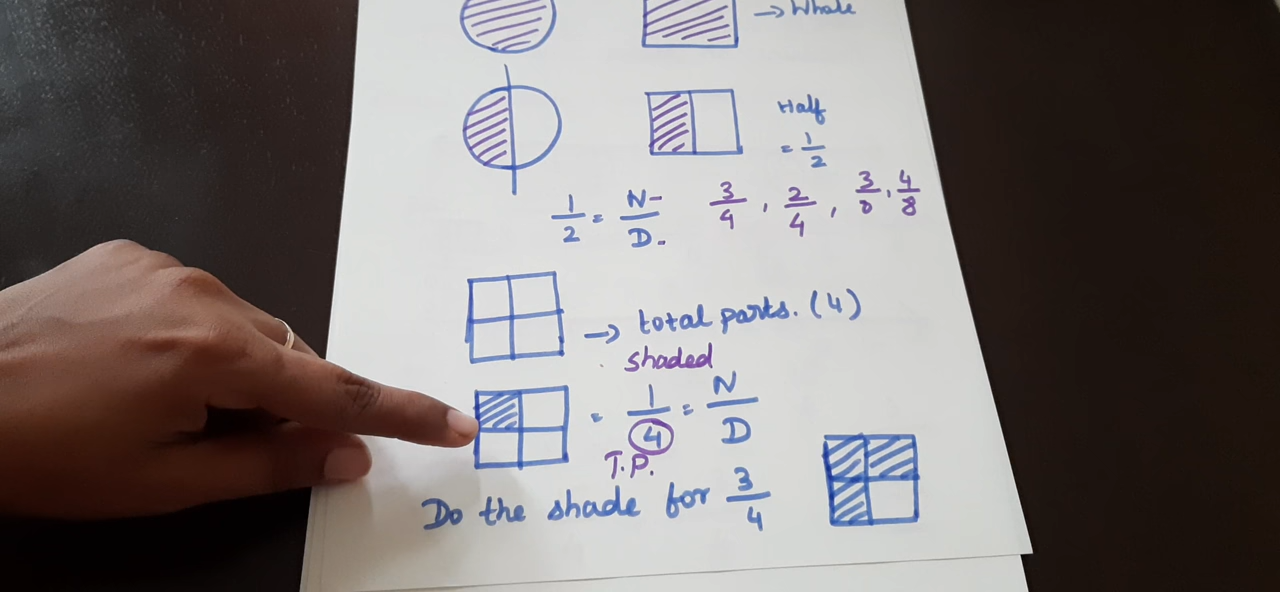 → Whole
Half
= 1/2
1/2 = N/D. 3/4, 2/4, 3/8, 4/8
→ total parts. (4)
shaded
= 1/4 = N/D
T.P.
Do the shade for 3/4